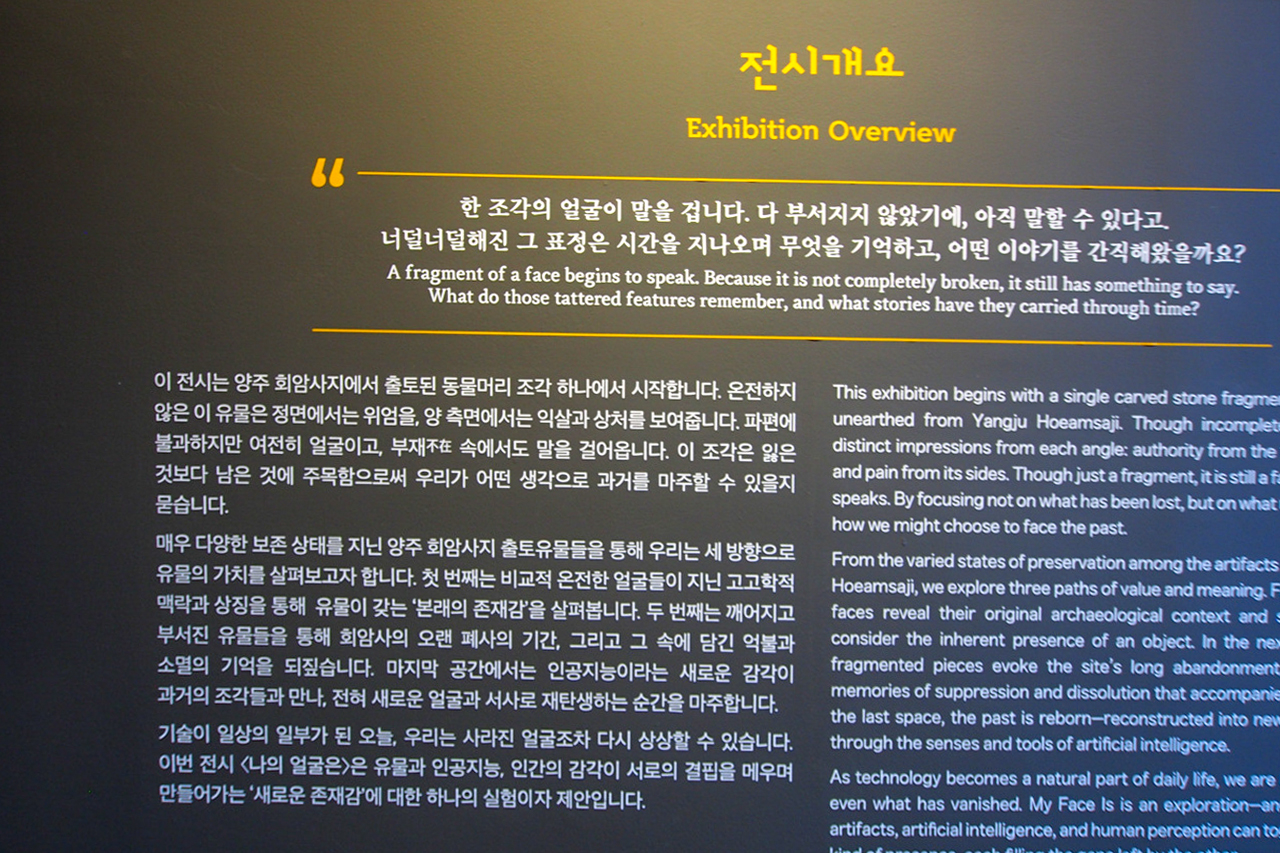 전시개요
Exhibition Overview
“
한 조각의 얼굴이 말을 겁니다. 다 부서지지 않았기에, 아직 말할 수 있다고.
너덜너덜해진 그 표정은 시간을 지나오며 무엇을 기억하고, 어떤 이야기를 간직해왔을까요?
A fragment of a face begins to speak. Because it is not completely broken, it still has something to say.
What do those tattered features remember, and what stories have they carried through time?
이 전시는 양주 회암사지에서 출토된 동물머리 조각 하나에서 시작합니다. 온전하지
않은 이 유물은 정면에서는 위엄을, 양 측면에서는 익살과 상처를 보여줍니다. 파편에
불과하지만 여전히 얼굴이고, 부재不在 속에서도 말을 걸어옵니다. 이 조각은 잃은
것보다 남은 것에 주목함으로써 우리가 어떤 생각으로 과거를 마주할 수 있을지
묻습니다.
매우 다양한 보존 상태를 지닌 양주 회암사지 출토유물들을 통해 우리는 세 방향으로
유물의 가치를 살펴보고자 합니다. 첫 번째는 비교적 온전한 얼굴들이 지닌 고고학적
맥락과 상징을 통해 유물이 갖는 ‘본래의 존재감’을 살펴봅니다. 두 번째는 깨어지고
부서진 유물들을 통해 회암사의 오랜 폐사의 기간, 그리고 그 속에 담긴 억불과
소멸의 기억을 되짚습니다. 마지막 공간에서는 인공지능이라는 새로운 감각이
과거의 조각들과 만나, 전혀 새로운 얼굴과 서사로 재탄생하는 순간을 마주합니다.
기술이 일상의 일부가 된 오늘, 우리는 사라진 얼굴조차 다시 상상할 수 있습니다.
이번 전시 〈나의 얼굴은〉은 유물과 인공지능, 인간의 감각이 서로의 결핍을 메우며
만들어가는 ‘새로운 존재감’에 대한 하나의 실험이자 제안입니다.
This exhibition begins with a single carved stone
unearthed from Yangju Hoeamsaji. Though
distinct impressions from each angle: authority from the
and pain from its sides. Though just a fragment, it is still a
speaks. By focusing not on what has been lost, but on what
how we might choose to face the past.
From the varied states of preservation among the artifacts
Hoeamsaji, we explore three paths of value and meaning.
faces reveal their original archaeological context and
consider the inherent presence of an object. In the
fragmented pieces evoke the site's long abandonment
memories of suppression and dissolution that
the last space, the past is reborn—reconstructed into
through the senses and tools of artificial intelligence.
As technology becomes a natural part of daily life, we are
even what has vanished. My Face Is is an exploration—
artifacts, artificial intelligence, and human perception can